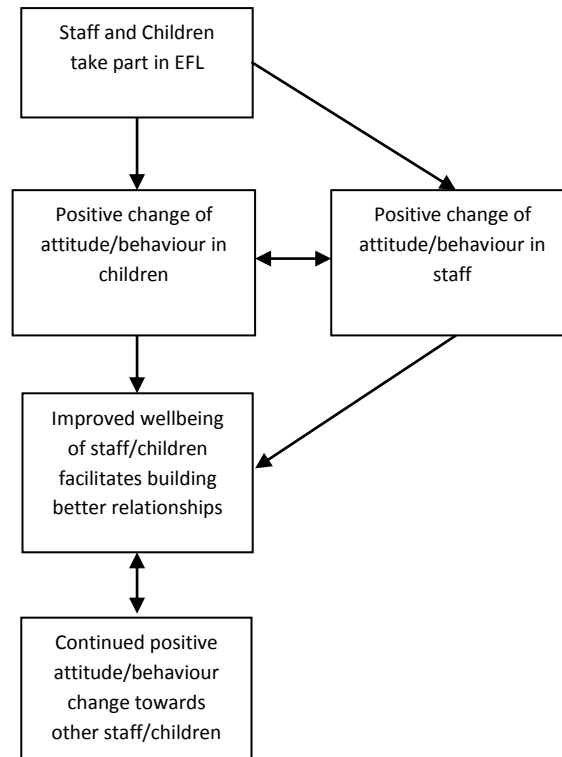 Staff and Children
take part in EFL
Positive change of
attitude/behaviour in
children
Positive change of
attitude/behaviour in
staff
Improved wellbeing
of staff/children
facilitates building
better relationships
Continued positive
attitude/behaviour
change towards
other staff/children